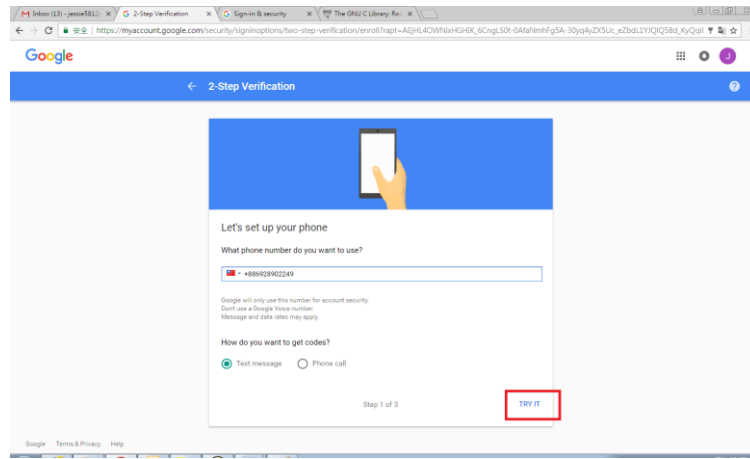 Inbox (13) - jessie5812
2-Step Verification
Sign-in & security
The GNU C Library: Re
安全 | https://myaccount.google.com/security/signinoptions/two-step-verification/enroll?rapt=
Google
J
← 2-Step Verification
Let's set up your phone
What phone number do you want to use?
+886928902249
Google will only use this number for account security.
Don't use a Google Voice number.
Message and data rates may apply.
How do you want to get codes?
Text message Phone call
Step 1 of 3 TRY IT
Google Terms & Privacy Help